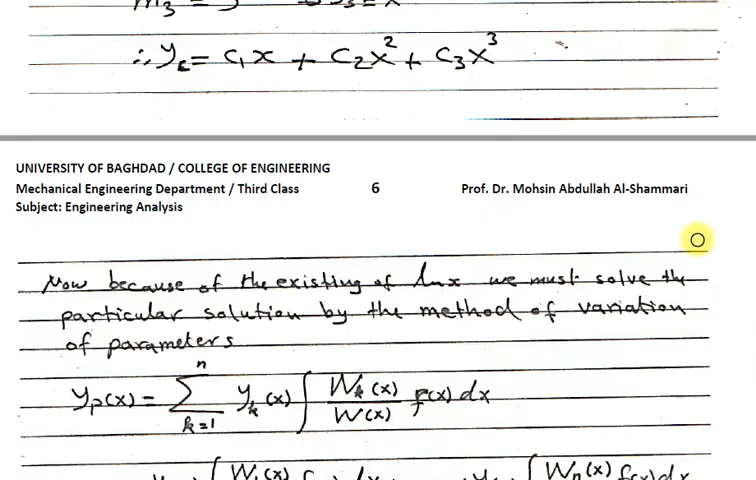 ∴ y_c = c₁x + c₂x² + c₃x³
UNIVERSITY OF BAGHDAD / COLLEGE OF ENGINEERING
Mechanical Engineering Department / Third Class 6 Prof. Dr. Mohsin Abdullah Al-Shammari
Subject: Engineering Analysis
Now because of the existing of lnx we must solve the
particular solution by the method of variation
of parameters
y_p(x) = Σ_{k=1}^{n} y_k(x) ∫ W_k(x)/W(x) f(x) dx